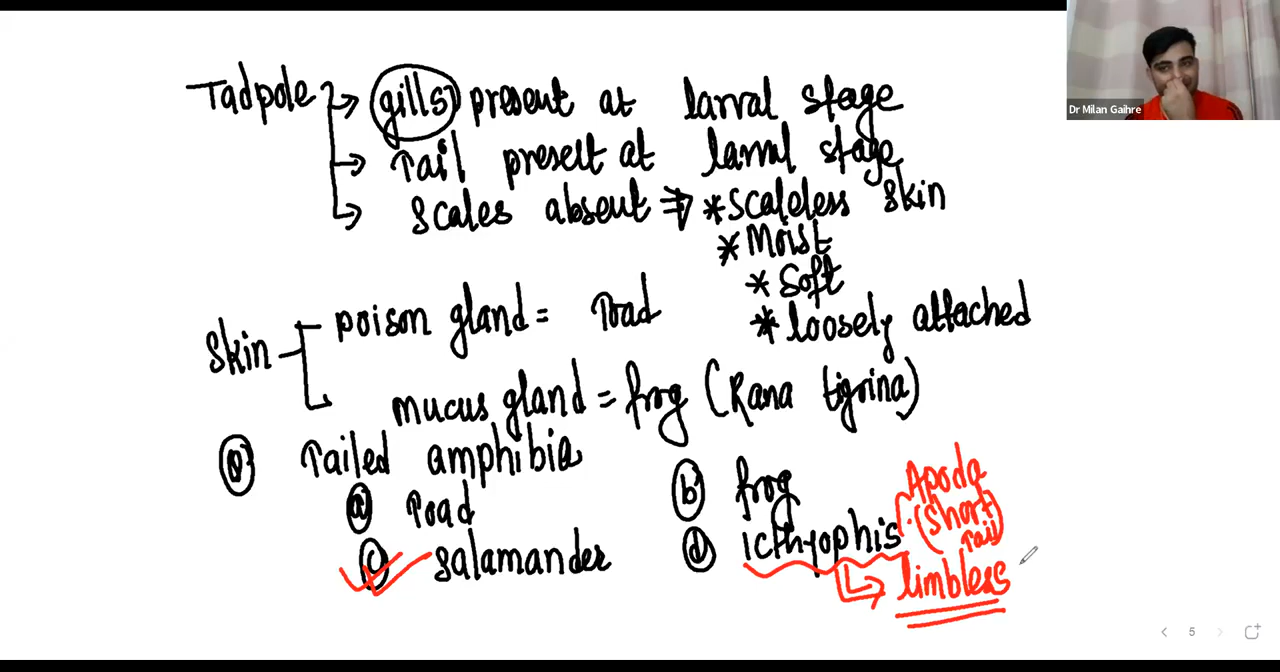 Tadpole → gills present at larval stage
→ Tail present at larval stage
→ scales absent ⇒ * scaleless skin
* Moist
* Soft
* loosely attached
Skin
poison gland = Toad
mucus gland = frog (Rana tigrina)
Q Tailed amphibia
a Toad
b frog
c salamander
d icthyophis
Apoda
(short
tail)
limbless
Dr Milan Gaihre
5